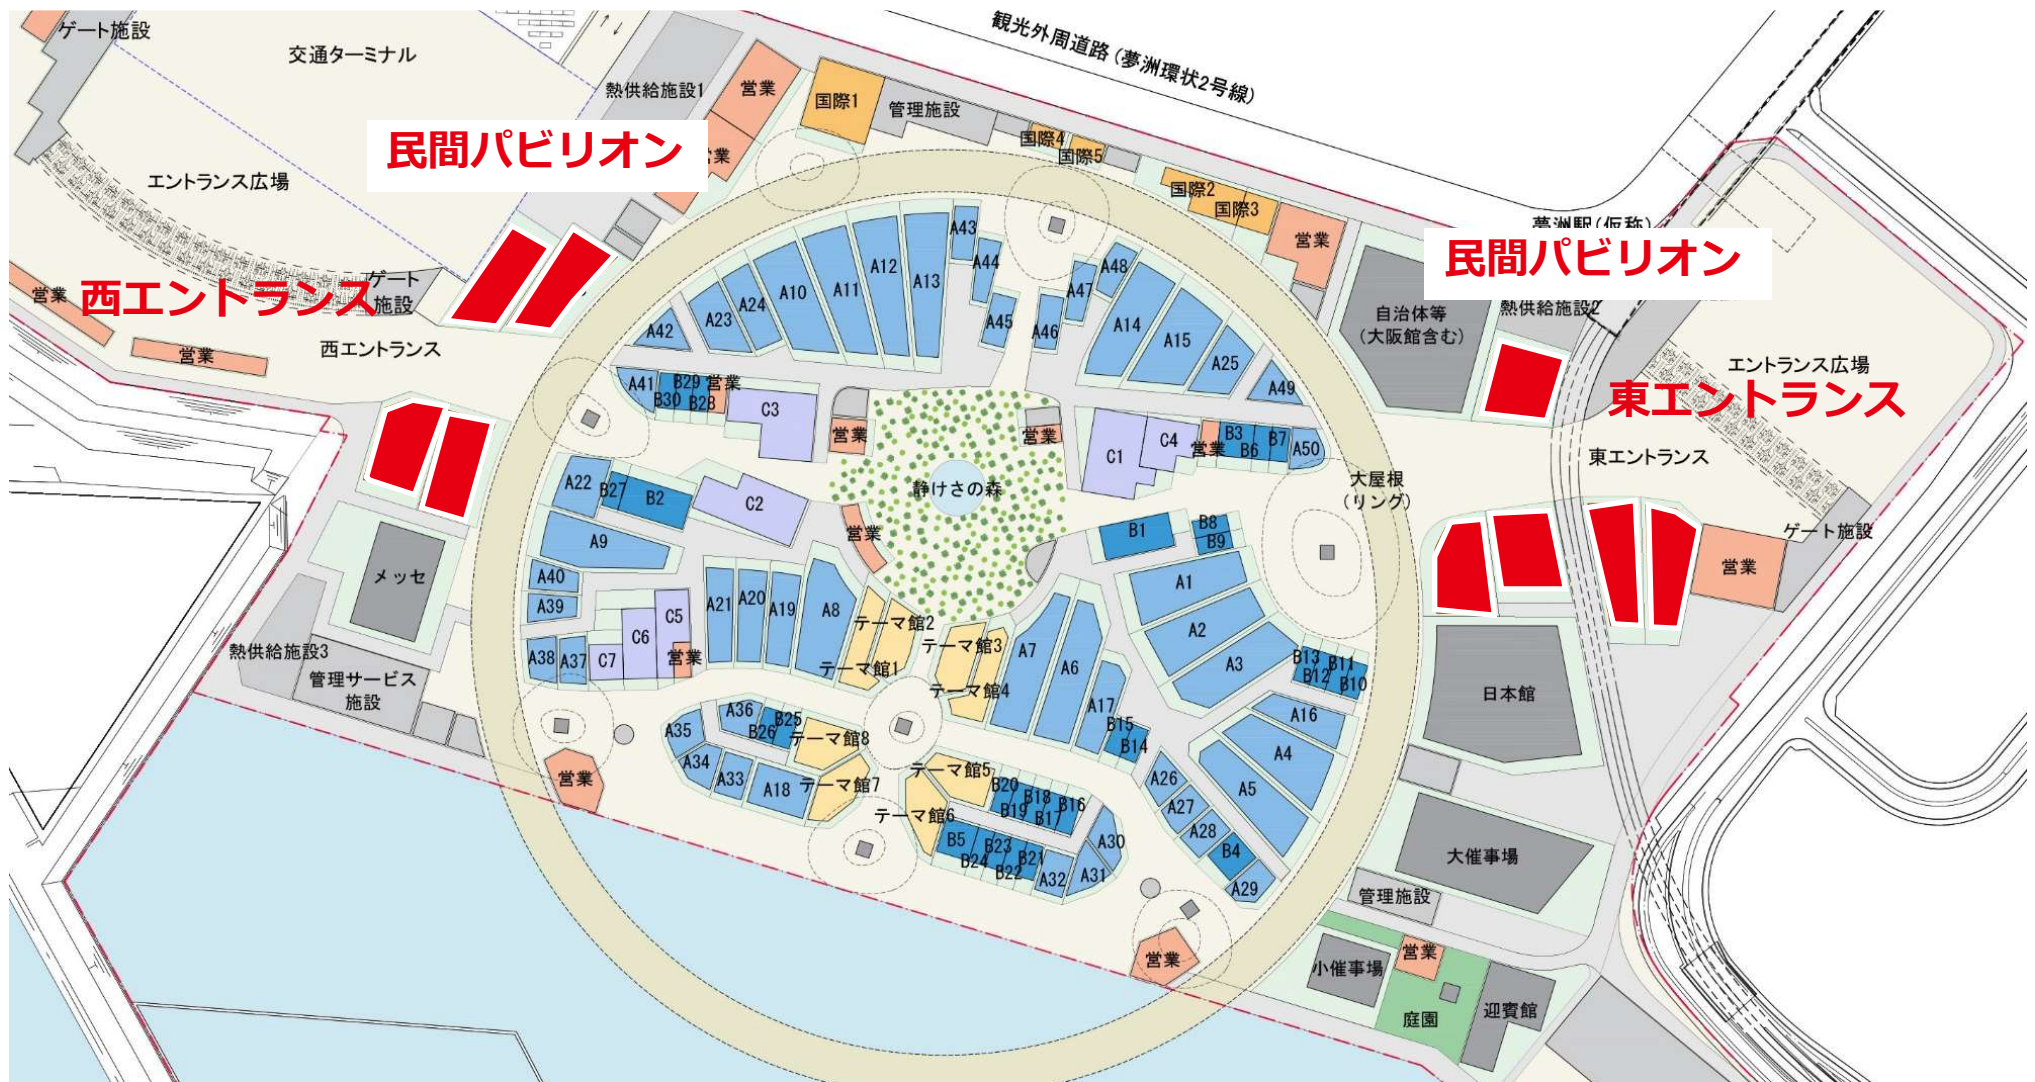 ゲート施設
交通ターミナル
観光外周道路(夢洲環状2号線)
熱供給施設1
営業
国際1
管理施設
民間パビリオン
営業
国際4
国際5
エントランス広場
国際2
国際3
営業
夢洲駅(仮称)
民間パビリオン
ゲート
施設
営業
西エントランス
西エントランス
営業
A43
A44
A45
A46
A47
A48
A12
A13
A11
A10
A24
A23
A42
A14
A15
A25
A49
自治体等
(大阪館含む)
熱供給施設2
エントランス広場
東エントランス
東エントランス
ゲート施設
営業
A41
B29
B30
B28
営業
C3
営業
営業
静けさの森
営業
C1
C4
営業
B3
B6
B7
A50
大屋根
(リング)
A22
B27
B2
C2
A9
B1
B8
B9
メッセ
A40
A39
A38
A37
C5
C6
C7
営業
A21
A20
A19
A8
テーマ館2
テーマ館1
テーマ館3
テーマ館4
A7
A6
A17
A1
A2
A3
B13
B11
B12
B10
熱供給施設3
管理サービス
施設
日本館
A16
A4
A5
B15
B14
A36
B25
B26
A35
テーマ館8
A34
A33
A18
テーマ館7
営業
テーマ館5
テーマ館6
B20
B18
B16
B19
B17
B5
B23
B21
B24
B22
A32
A31
A30
A26
A27
A28
B4
A29
大催事場
管理施設
営業
小催事場
営業
庭園
迎賓館